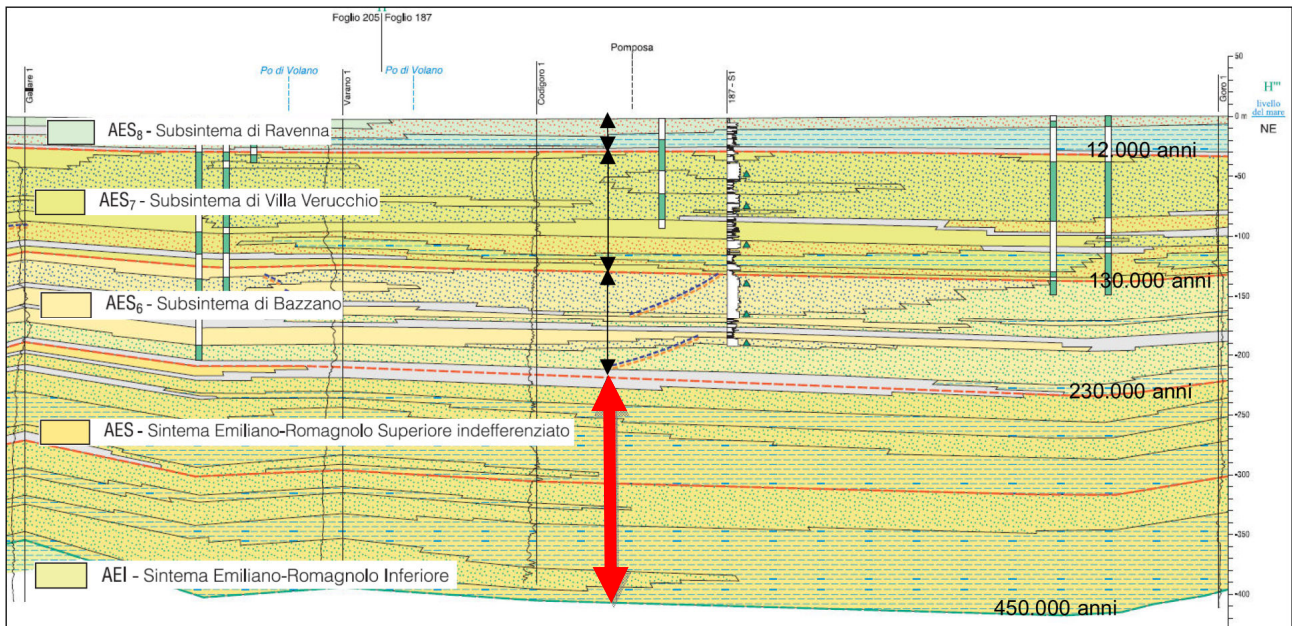 H
Foglio 205 Foglio 187
Gallare 1
Po di Volano
Varano 1
Po di Volano
Codigoro 1
Pomposa
187 - S1
Goro 1
50
H'''
livello
del mare
0 m
NE
AES8 - Subsintema di Ravenna
12.000 anni
-50
AES7 - Subsintema di Villa Verucchio
-100
130.000 anni
-150
AES6 - Subsintema di Bazzano
-200
230.000 anni
-250
AES - Sintema Emiliano-Romagnolo Superiore indefferenziato
-300
-350
AEI - Sintema Emiliano-Romagnolo Inferiore
-400
450.000 anni